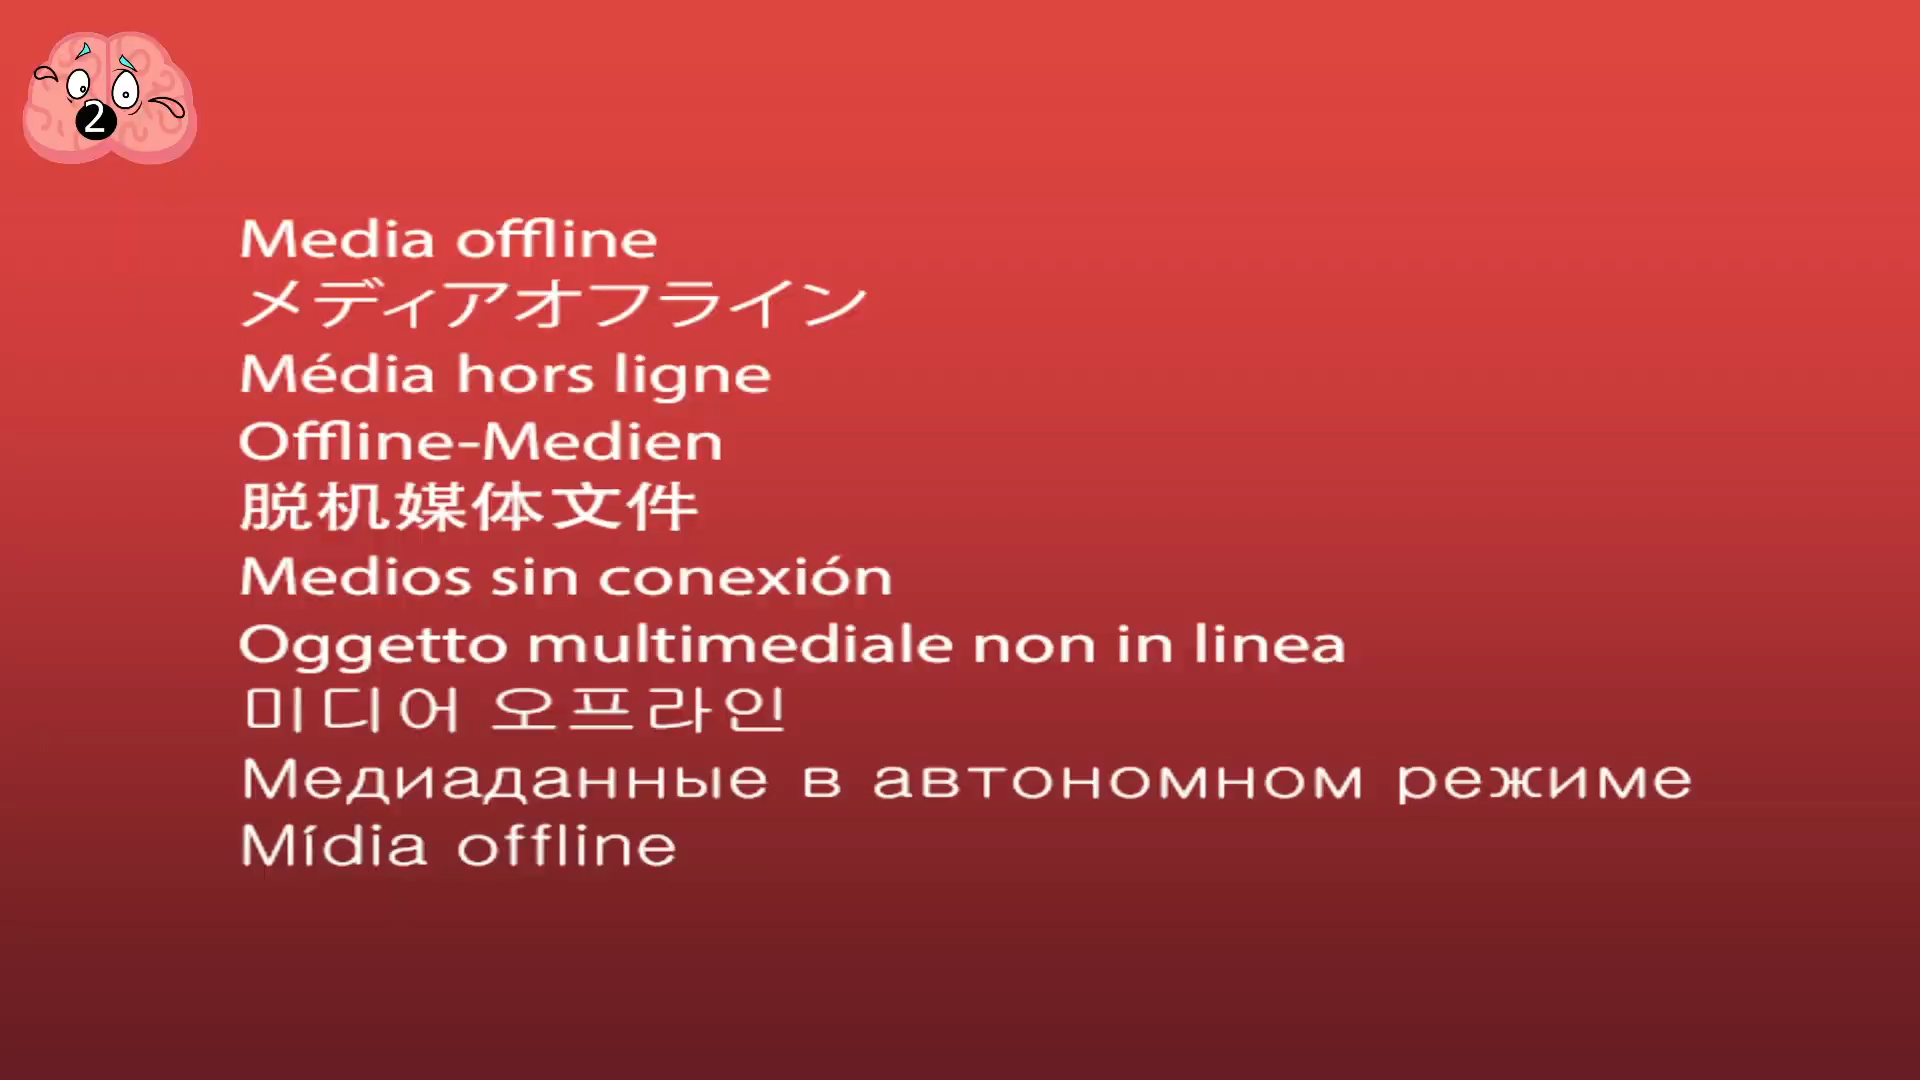 2
Media offline
メディアオフライン
Média hors ligne
Offline-Medien
脱机媒体文件
Medios sin conexión
Oggetto multimediale non in linea
미디어 오프라인
Медиаданные в автономном режиме
Mídia offline